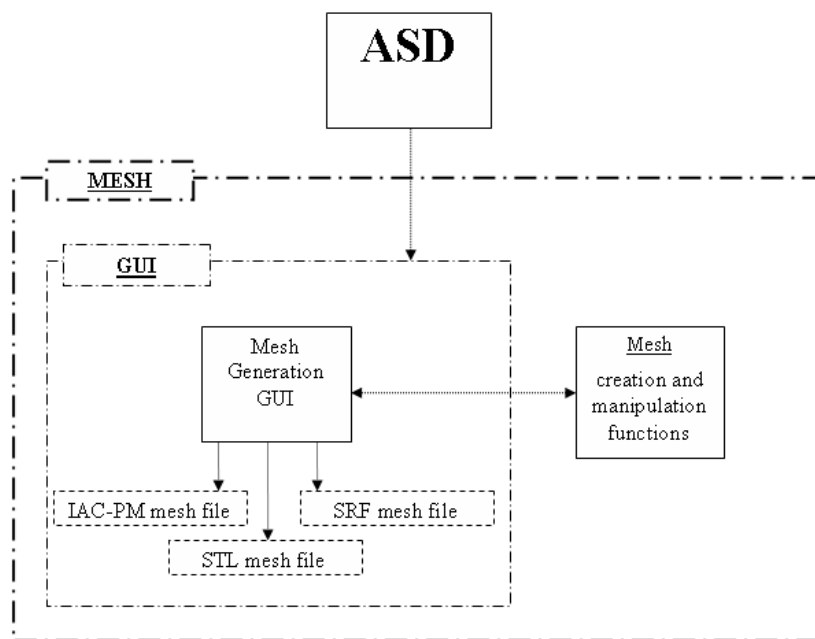 ASD
MESH
GUI
Mesh
Generation
GUI
Mesh
creation and
manipulation
functions
IAC-PM mesh file
SRF mesh file
STL mesh file